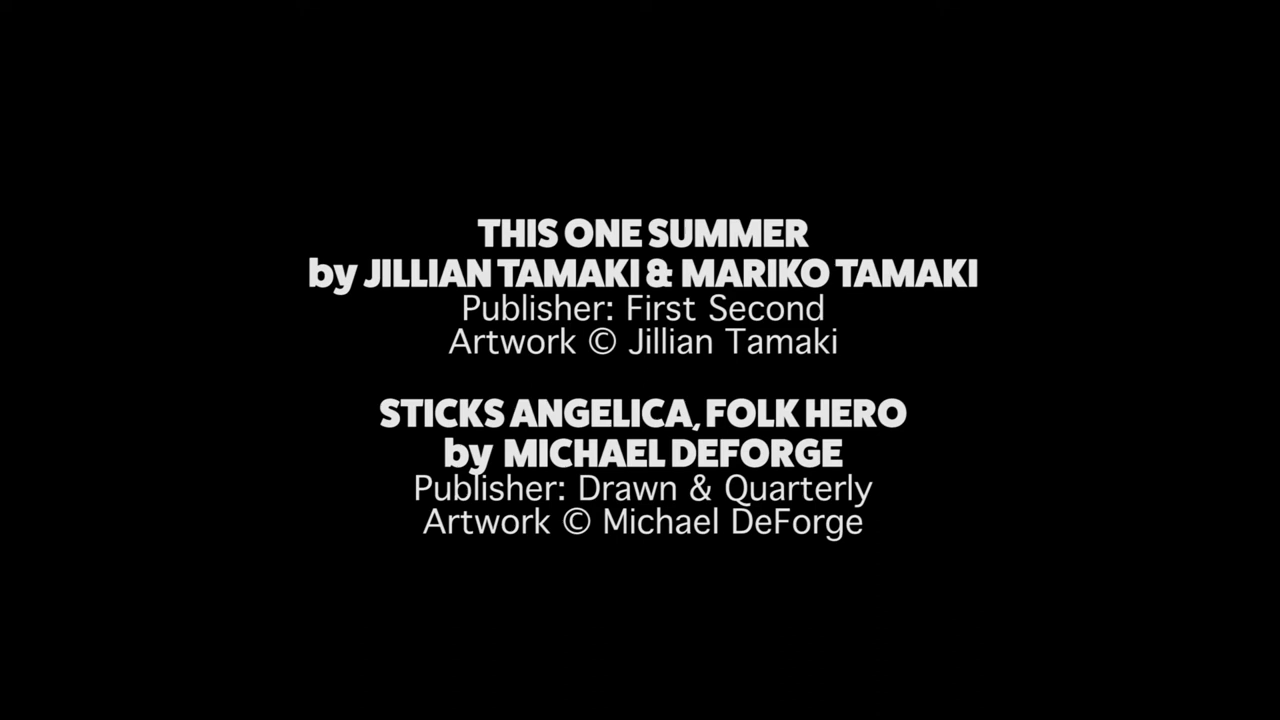 THIS ONE SUMMER
by JILLIAN TAMAKI & MARIKO TAMAKI
Publisher: First Second
Artwork © Jillian Tamaki
STICKS ANGELICA, FOLK HERO
by MICHAEL DEFORGE
Publisher: Drawn & Quarterly
Artwork © Michael DeForge